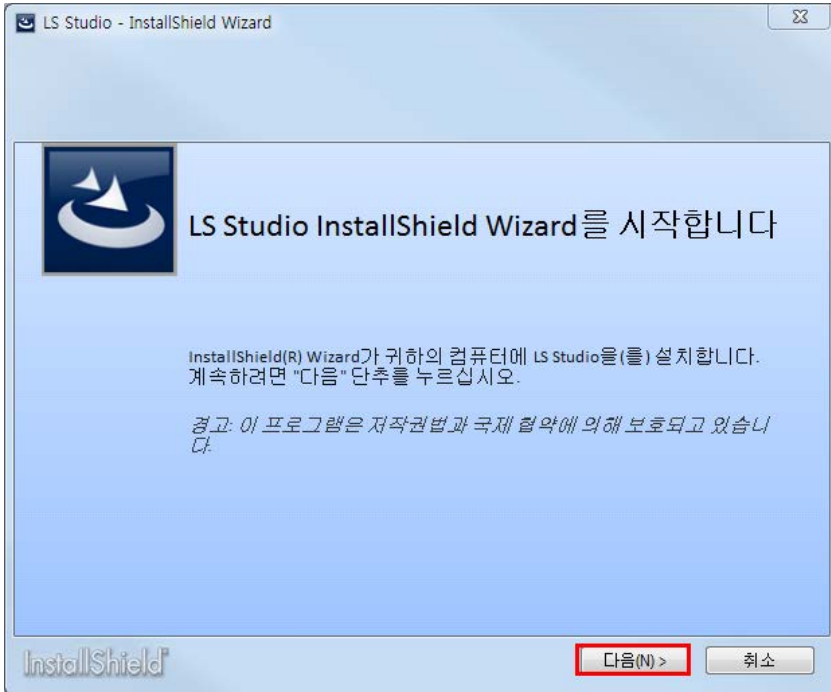 LS Studio - InstallShield Wizard
LS Studio InstallShield Wizard를 시작합니다
InstallShield(R) Wizard가 귀하의 컴퓨터에 LS Studio을(를) 설치합니다.
계속하려면 "다음" 단추를 누르십시오.
경고: 이 프로그램은 저작권법과 국제 협약에 의해 보호되고 있습니
다.
InstallShield
다음(N) >
취소